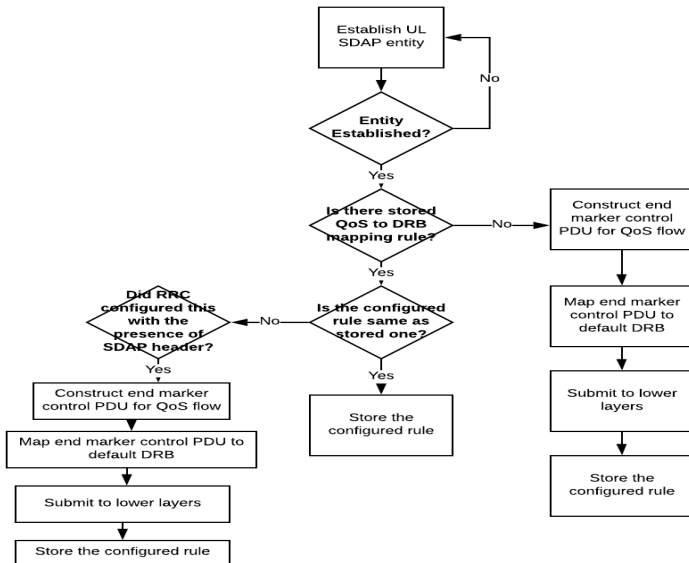 Establish UL
SDAP entity
No
Entity
Established?
Yes
Is there stored
QoS to DRB
mapping rule?
No
Construct end
marker control
PDU for QoS flow
Yes
Did RRC
configured this
with the
presence of
SDAP header?
No
Is the configured
rule same as
stored one?
Map end marker
control PDU to
default DRB
Yes
Yes
Construct end marker
control PDU for QoS flow
Store the
configured rule
Submit to lower
layers
Map end marker control PDU to
default DRB
Store the
configured rule
Submit to lower layers
Store the configured rule